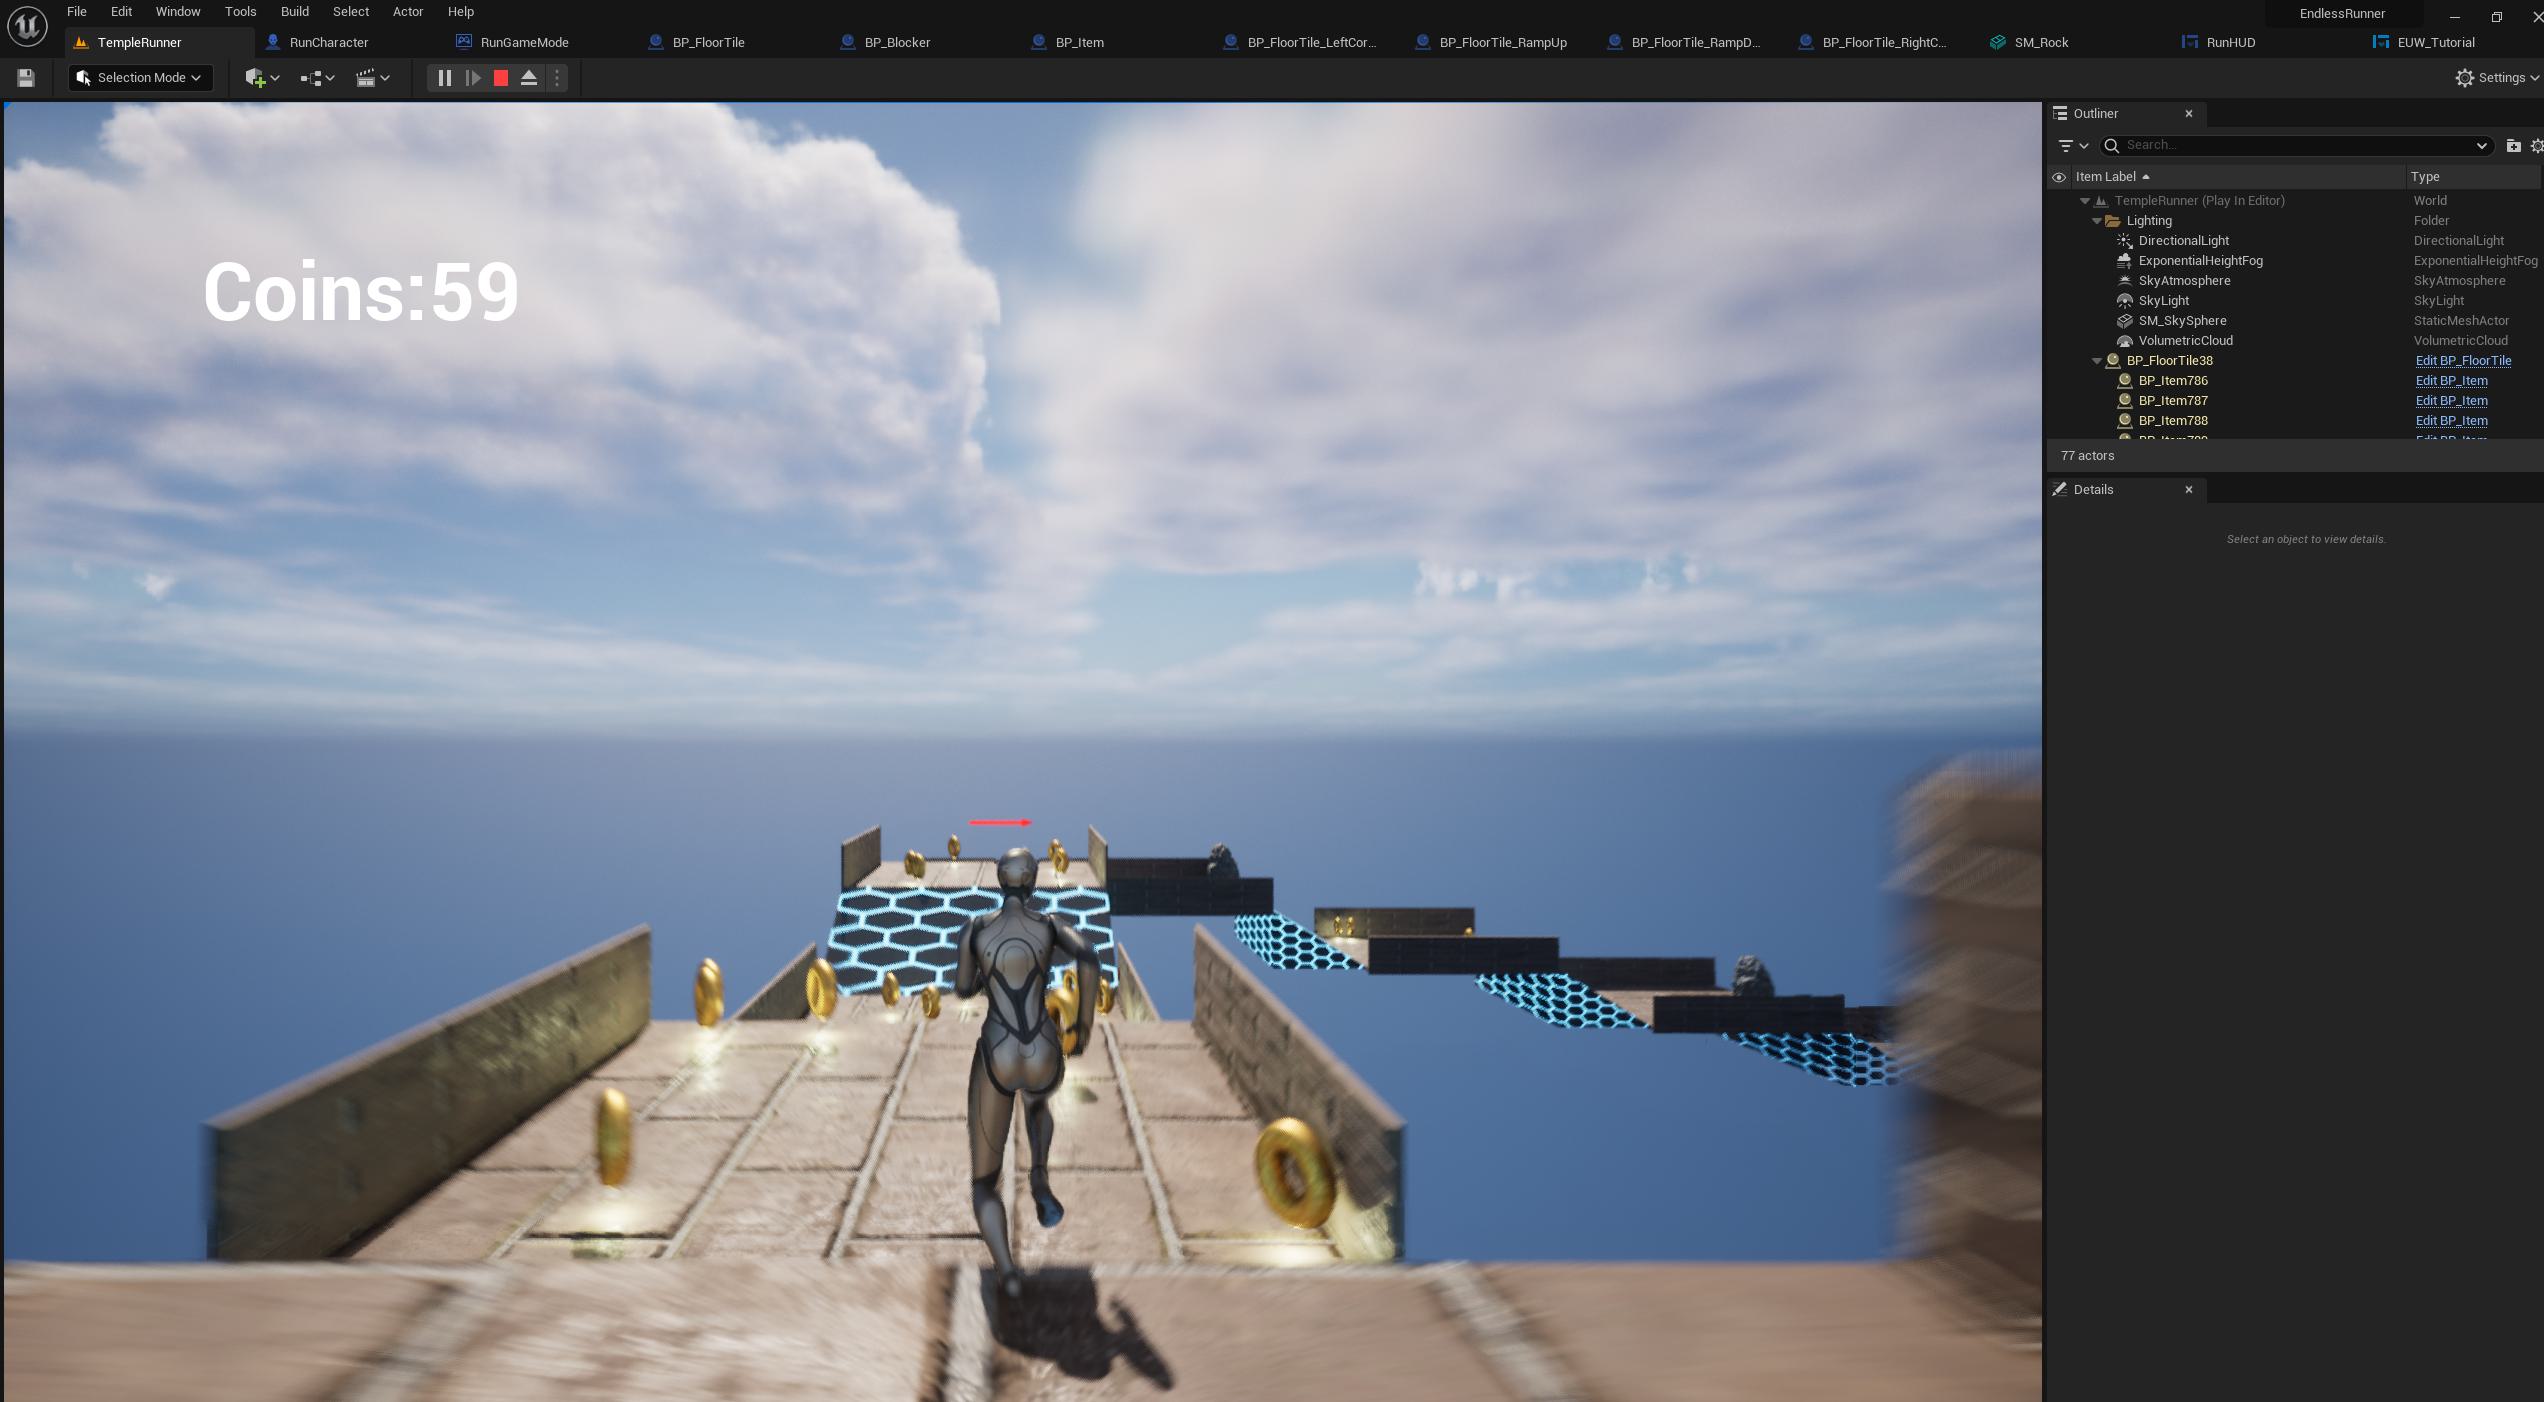 File Edit Window Tools Build Select Actor Help
EndlessRunner
TempleRunner RunCharacter RunGameMode BP_FloorTile BP_Blocker BP_Item BP_FloorTile_LeftCor... BP_FloorTile_RampUp BP_FloorTile_RampD... BP_FloorTile_RightC... SM_Rock RunHUD EUW_Tutorial
Selection Mode
Settings
Coins:59
Outliner
Search...
Item Label Type
TempleRunner (Play In Editor) World
Lighting Folder
DirectionalLight DirectionalLight
ExponentialHeightFog ExponentialHeightFog
SkyAtmosphere SkyAtmosphere
SkyLight SkyLight
SM_SkySphere StaticMeshActor
VolumetricCloud VolumetricCloud
BP_FloorTile38 Edit BP_FloorTile
BP_Item786 Edit BP_Item
BP_Item787 Edit BP_Item
BP_Item788 Edit BP_Item
77 actors
Details
Select an object to view details.